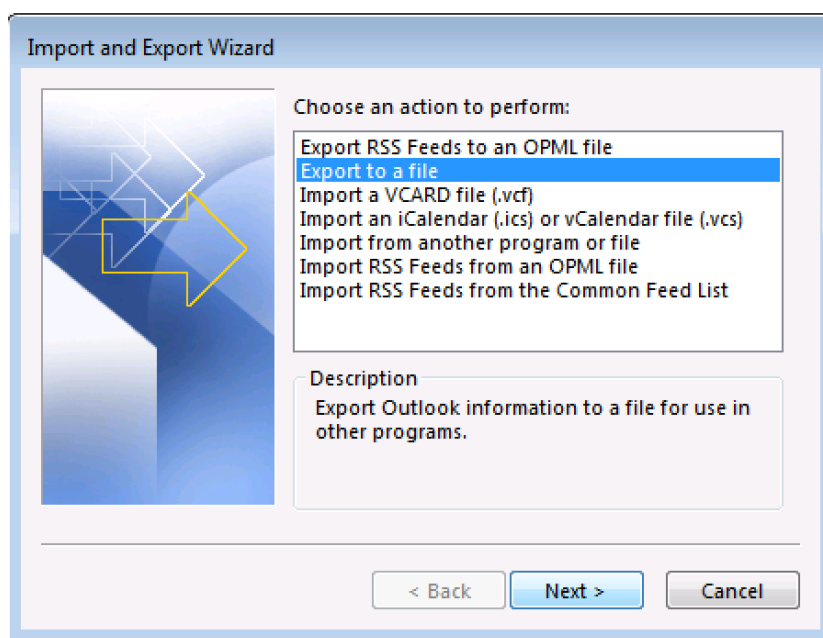 Import and Export Wizard
Choose an action to perform:
Export RSS Feeds to an OPML file
Export to a file
Import a VCARD file (.vcf)
Import an iCalendar (.ics) or vCalendar file (.vcs)
Import from another program or file
Import RSS Feeds from an OPML file
Import RSS Feeds from the Common Feed List
Description
Export Outlook information to a file for use in
other programs.
< Back Next > Cancel